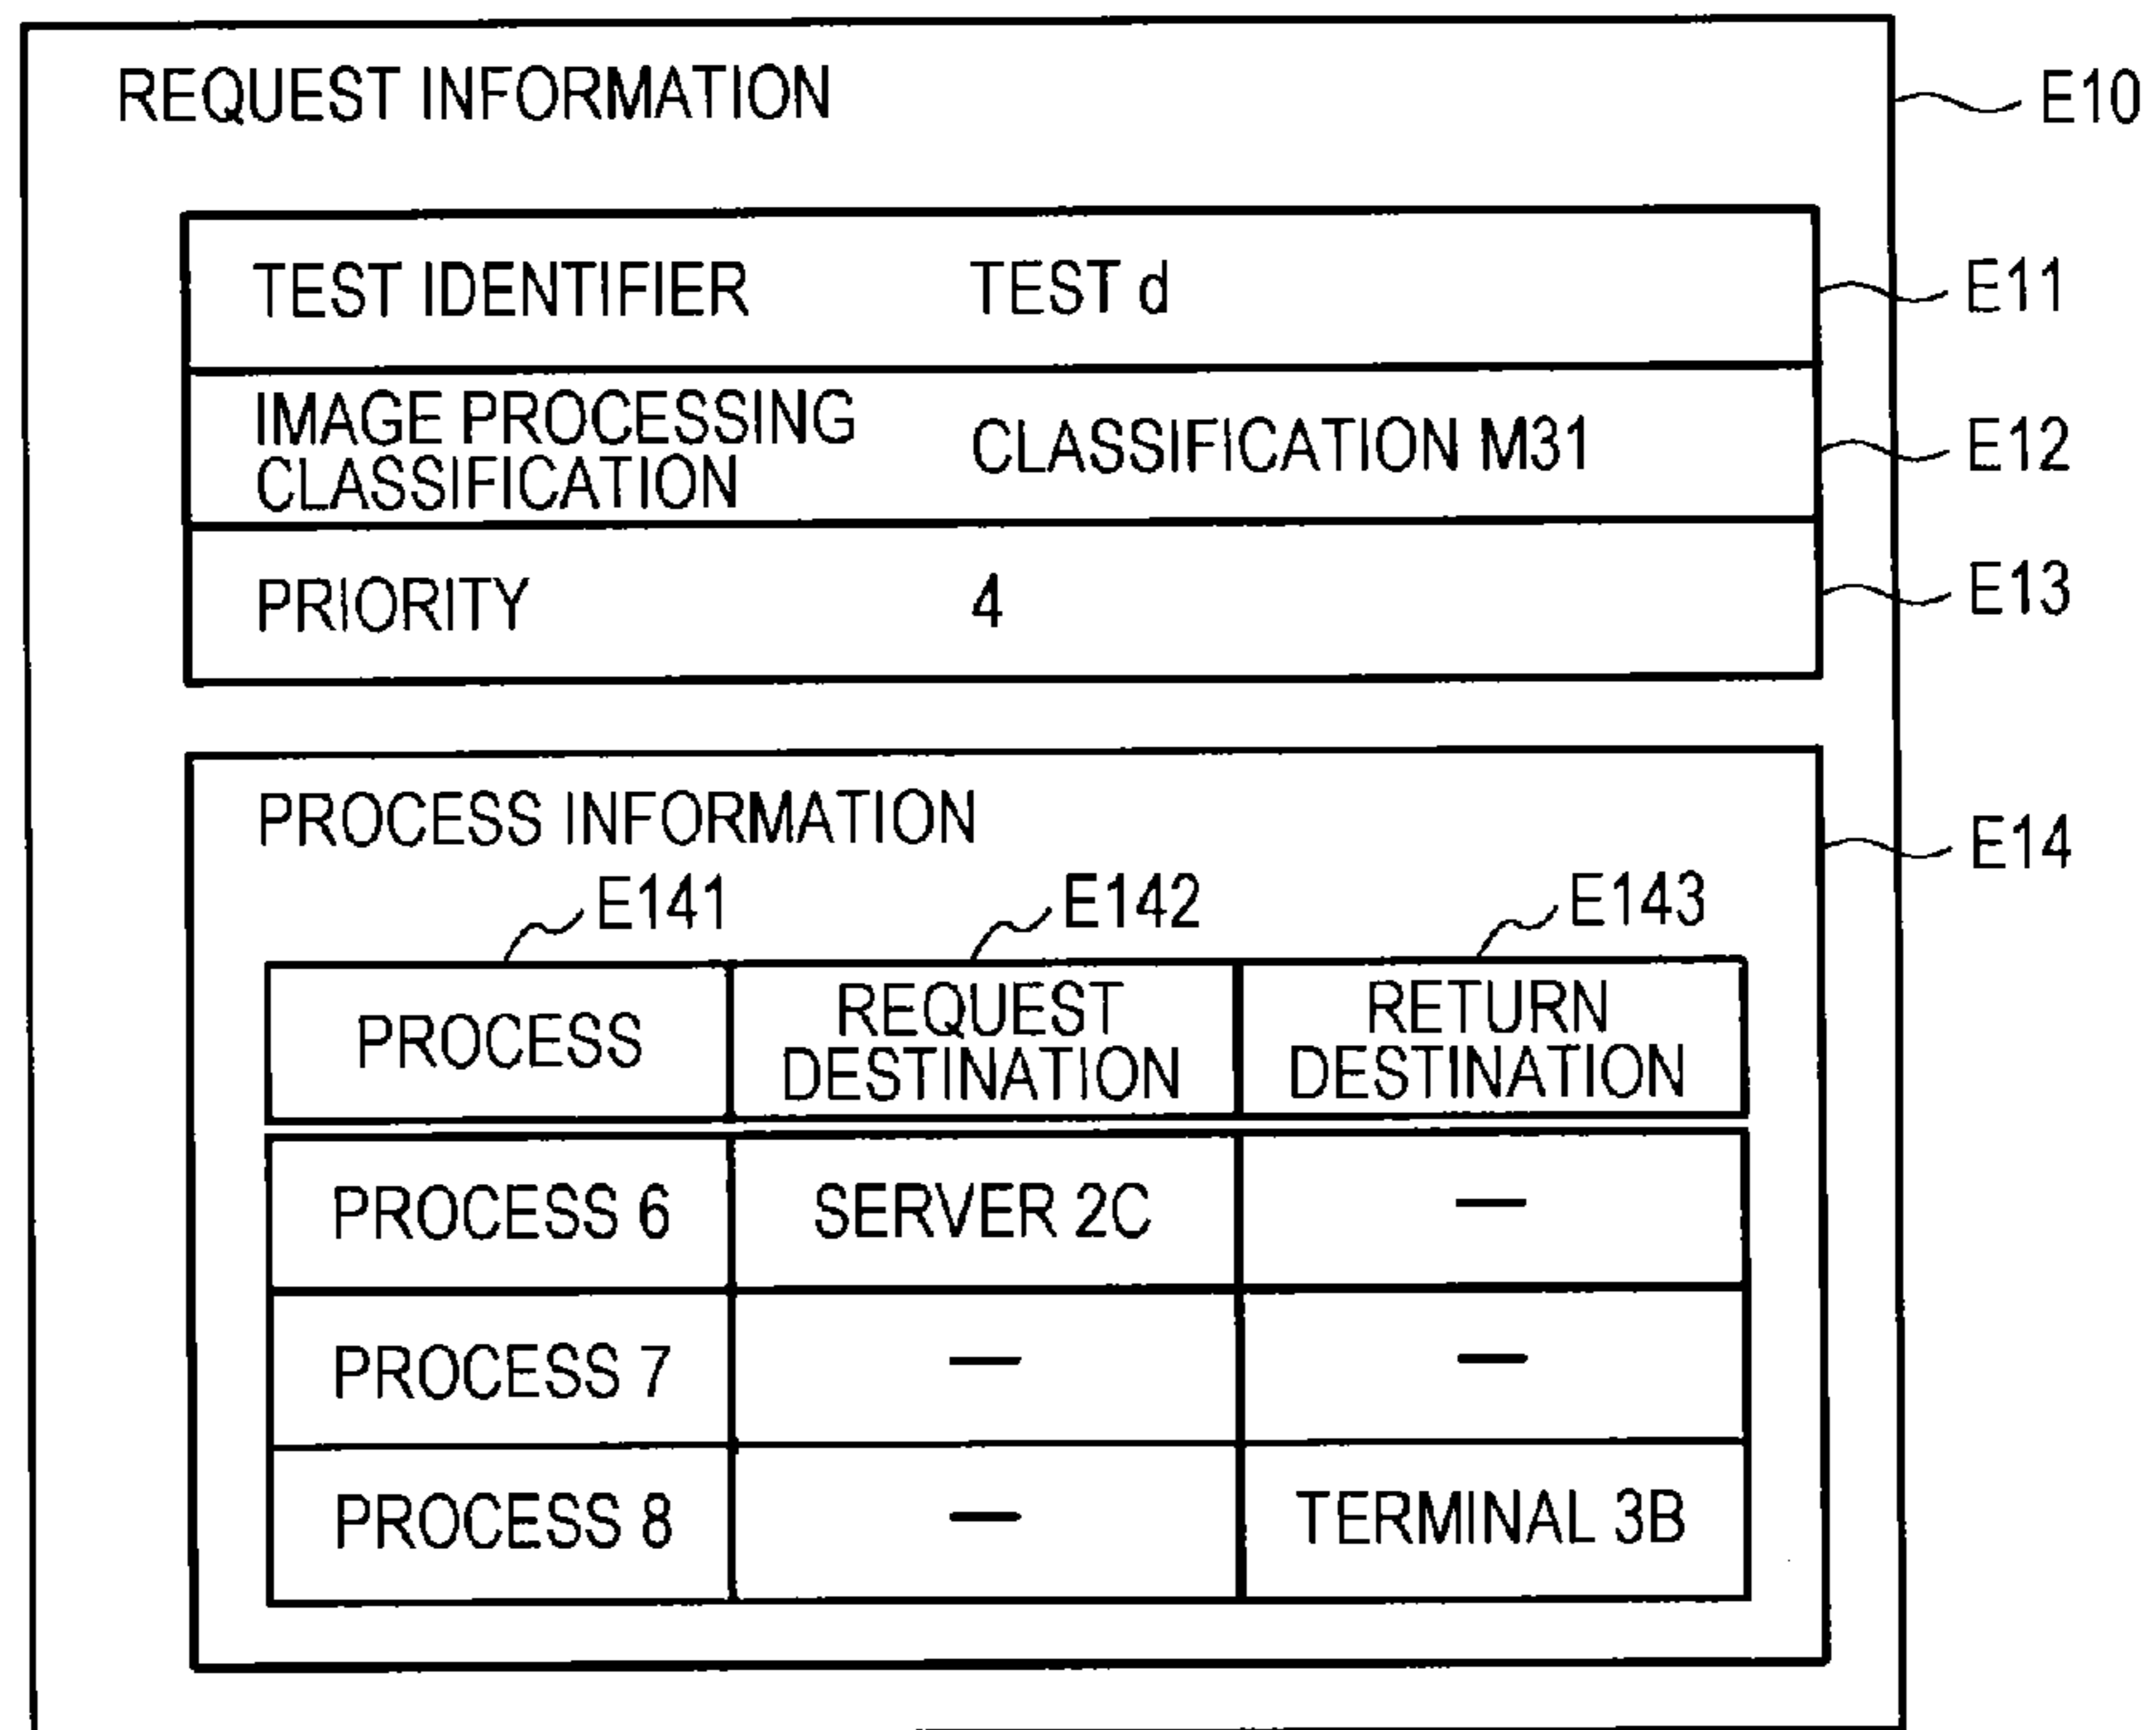 REQUEST INFORMATION
E10
TEST IDENTIFIER TEST d
E11
IMAGE PROCESSING
CLASSIFICATION
CLASSIFICATION M31
E12
PRIORITY 4
E13
PROCESS INFORMATION
E14
E141 E142 E143
PROCESS
REQUEST
DESTINATION
RETURN
DESTINATION
PROCESS 6 SERVER 2C —
PROCESS 7 — —
PROCESS 8 — TERMINAL 3B